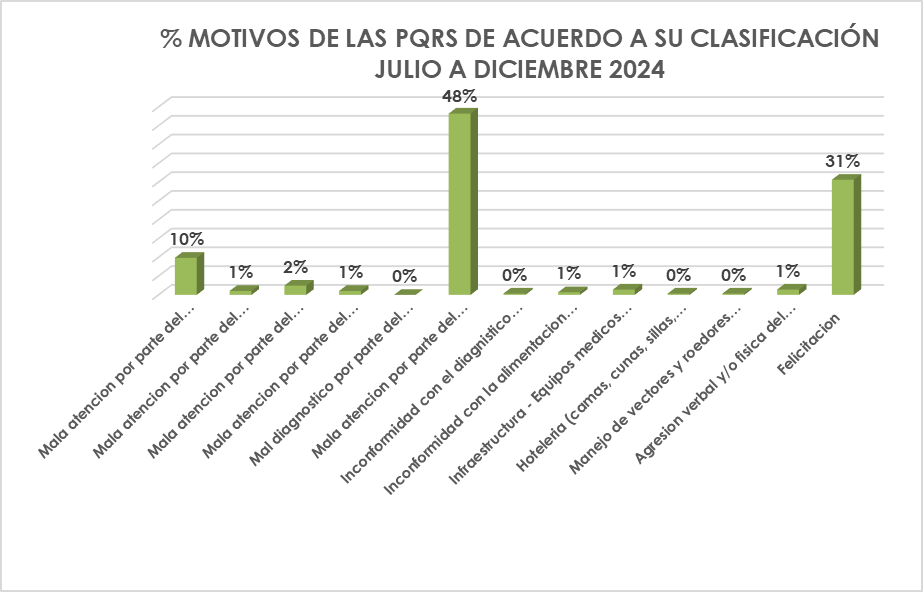 % MOTIVOS DE LAS PQRS DE ACUERDO A SU CLASIFICACIÓN
JULIO A DICIEMBRE 2024
10%
1%
2%
1%
0%
48%
0%
1%
1%
0%
0%
1%
31%
Mala atencion por parte del...
Mala atencion por parte del...
Mala atencion por parte del...
Mala atencion por parte del...
Mal diagnostico por parte del...
Mala atencion por parte del...
Inconformidad con el diagnistico...
Inconformidad con la alimentacion...
Infraestructura - Equipos medicos...
Hoteleria (camas, cunas, sillas,...
Manejo de vectores y roedores...
Agresion verbal y/o fisica del...
Felicitacion